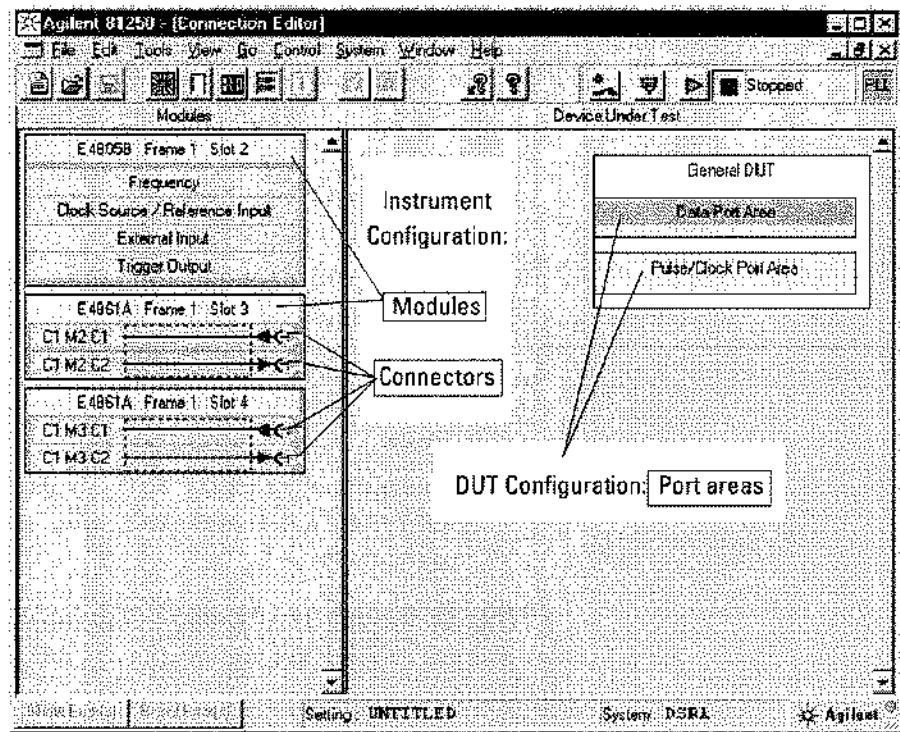 Agilent 81250 - [Connection Editor]
File Edit Tools View Go Control System Window Help
Stopped
Modules
Device Under Test
E4805B Frame 1 Slot 2
Frequency
Clock Source / Reference Input
External Input
Trigger Output
E4861A Frame 1 Slot 3
C1 M2 C1
C1 M2 C2
E4861A Frame 1 Slot 4
C1 M3 C1
C1 M3 C2
Instrument
Configuration:
Modules
Connectors
General DUT
Data Port Area
Pulse/Clock Port Area
DUT Configuration: Port areas
Setting: UNTITLED
System: DSRA
Agilent